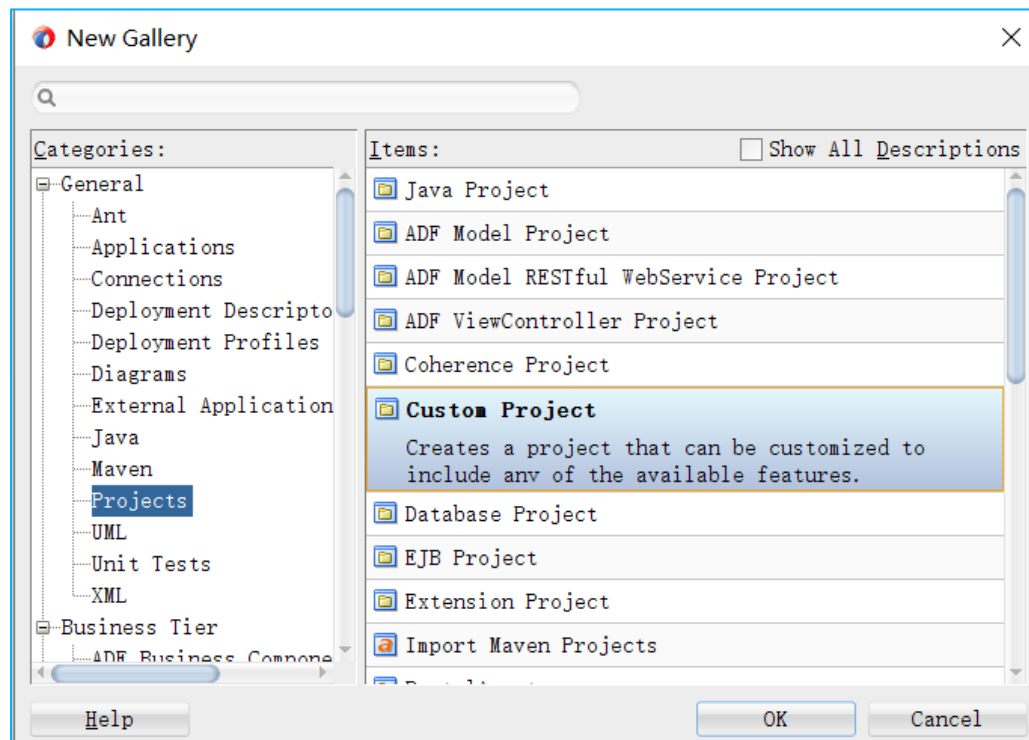 New Gallery
Categories:
General
Ant
Applications
Connections
Deployment Descripto
Deployment Profiles
Diagrams
External Application
Java
Maven
Projects
UML
Unit Tests
XML
Business Tier
ADF Business Compone
Items:
Show All Descriptions
Java Project
ADF Model Project
ADF Model RESTful WebService Project
ADF ViewController Project
Coherence Project
Custom Project
Creates a project that can be customized to
include any of the available features.
Database Project
EJB Project
Extension Project
Import Maven Projects
Help
OK
Cancel